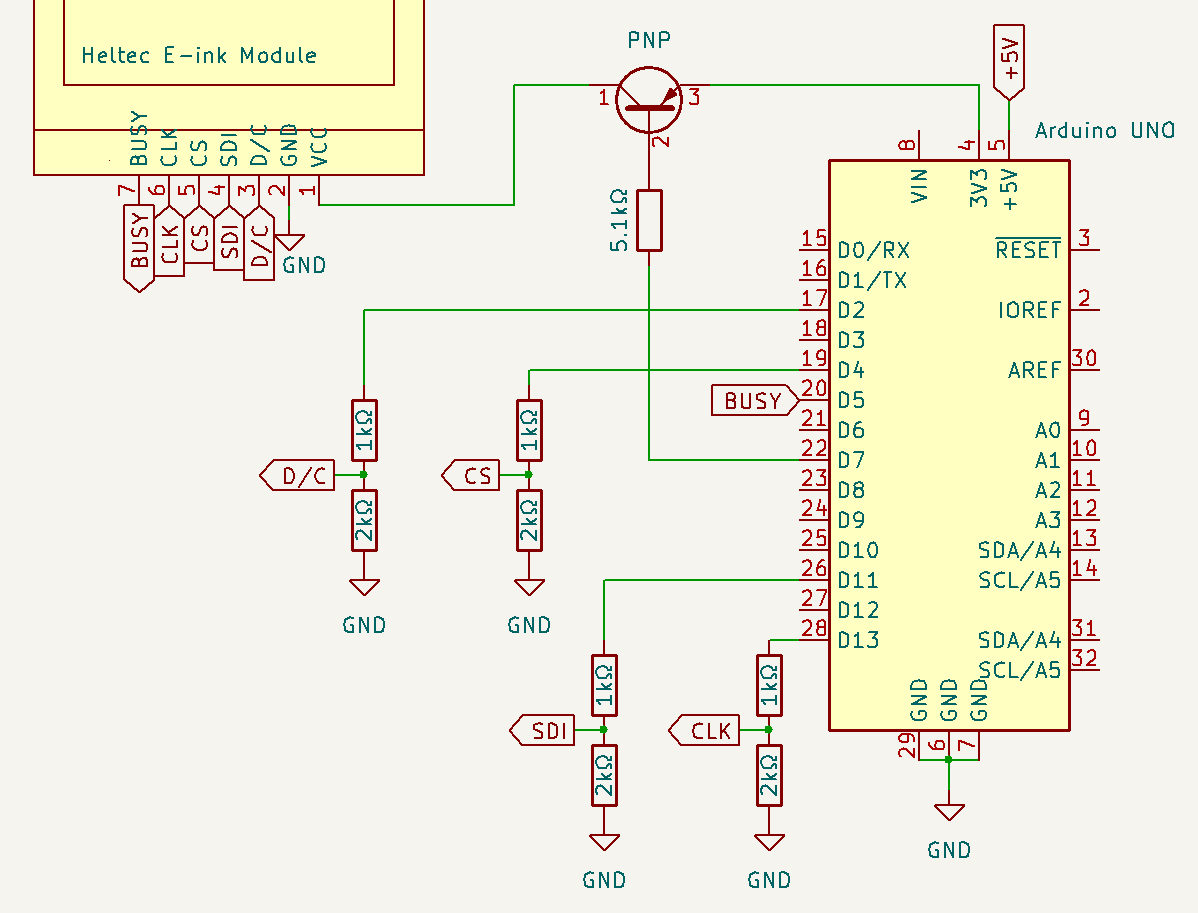 Heltec E-ink Module
BUSY
CLK
CS
SDI
D/C
GND
VCC
7
6
5
4
3
2
1
BUSY
CLK
CS
SDI
D/C
GND
PNP
1
3
2
5.1kΩ
+5V
Arduino UNO
8
4
5
VIN
3V3
+5V
15
D0/RX
16
D1/TX
17
D2
18
D3
19
D4
BUSY
20
D5
21
D6
22
D7
23
D8
24
D9
25
D10
26
D11
27
D12
28
D13
RESET
3
IOREF
2
AREF
30
A0
9
A1
10
A2
11
A3
12
SDA/A4
13
SCL/A5
14
SDA/A4
31
SCL/A5
32
GND
GND
GND
29
6
7
GND
1kΩ
D/C
2kΩ
GND
1kΩ
CS
2kΩ
GND
1kΩ
SDI
2kΩ
GND
1kΩ
CLK
2kΩ
GND